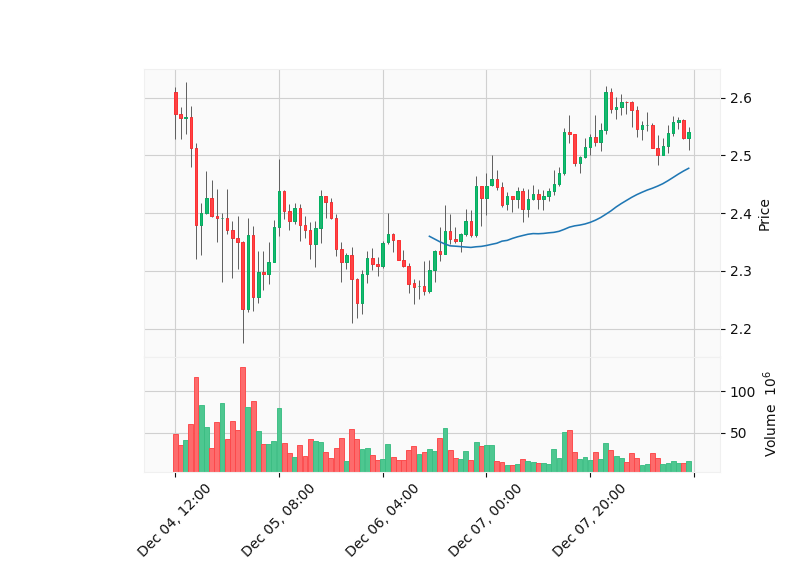 2.6
2.5
2.4
2.3
2.2
Price
100
50
Volume 10^6
Dec 04, 12:00
Dec 05, 08:00
Dec 06, 04:00
Dec 07, 00:00
Dec 07, 20:00